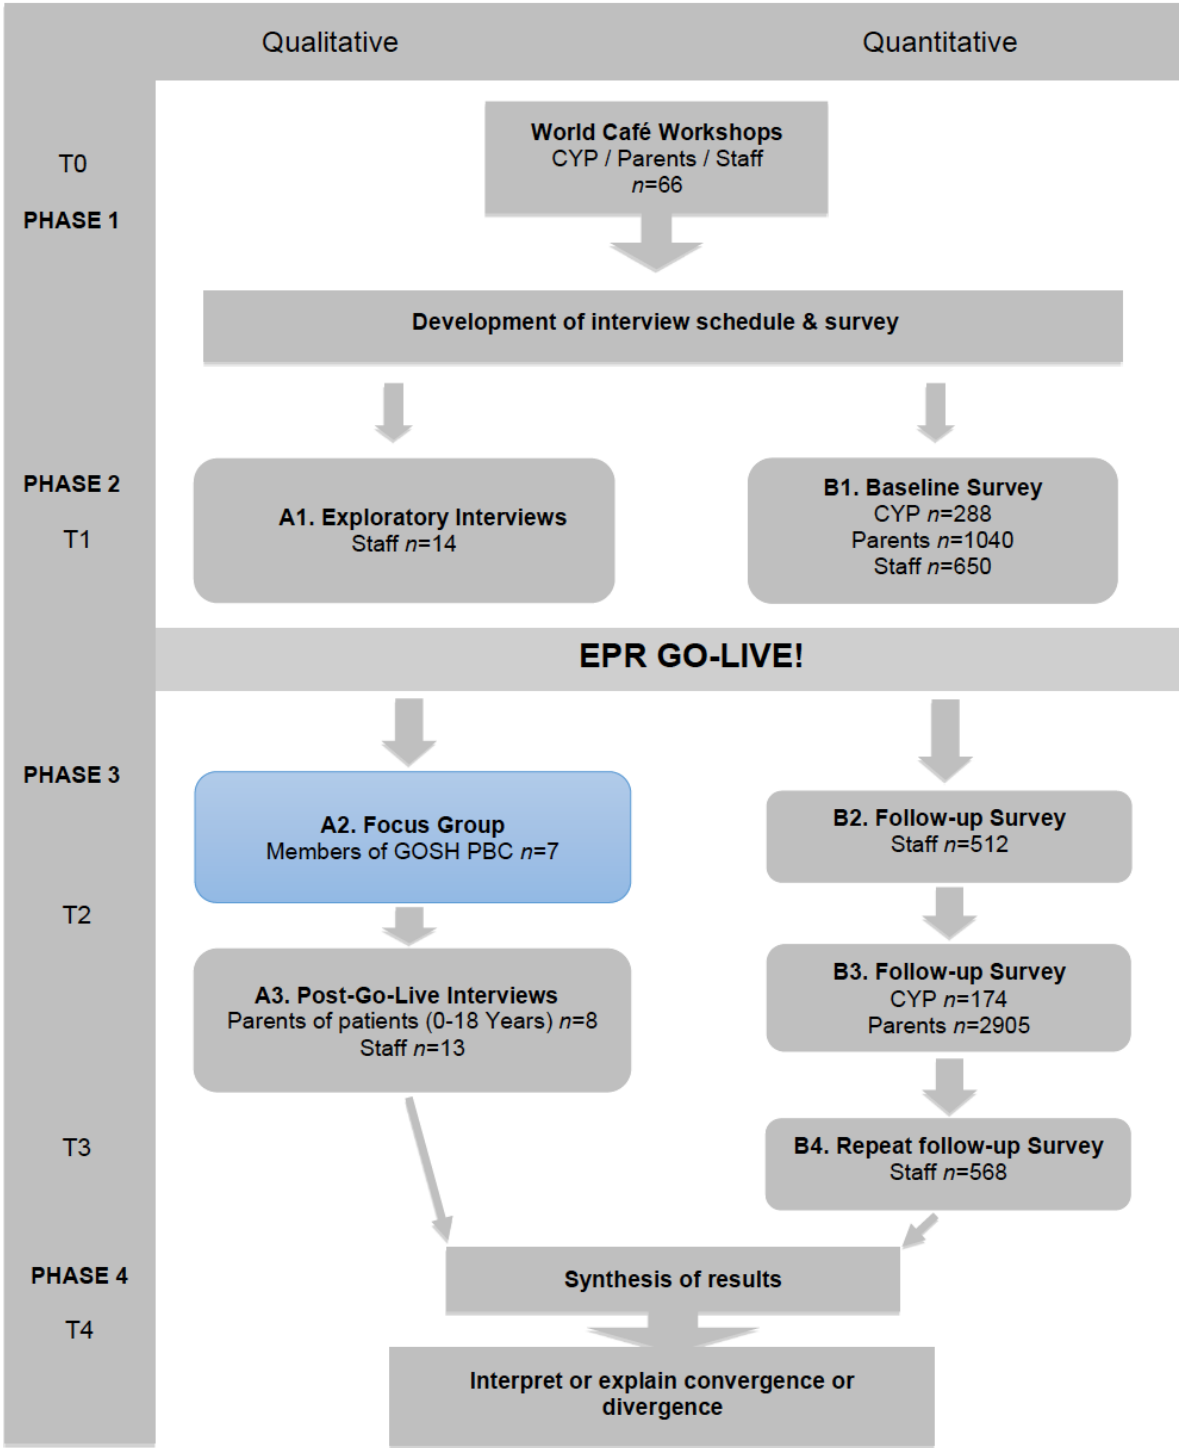 Qualitative
Quantitative
T0
PHASE 1
World Café Workshops
CYP / Parents / Staff
n=66
Development of interview schedule & survey
PHASE 2
T1
A1. Exploratory Interviews
Staff n=14
B1. Baseline Survey
CYP n=288
Parents n=1040
Staff n=650
EPR GO-LIVE!
PHASE 3
A2. Focus Group
Members of GOSH PBC n=7
B2. Follow-up Survey
Staff n=512
T2
A3. Post-Go-Live Interviews
Parents of patients (0-18 Years) n=8
Staff n=13
B3. Follow-up Survey
CYP n=174
Parents n=2905
T3
B4. Repeat follow-up Survey
Staff n=568
PHASE 4
T4
Synthesis of results
Interpret or explain convergence or
divergence